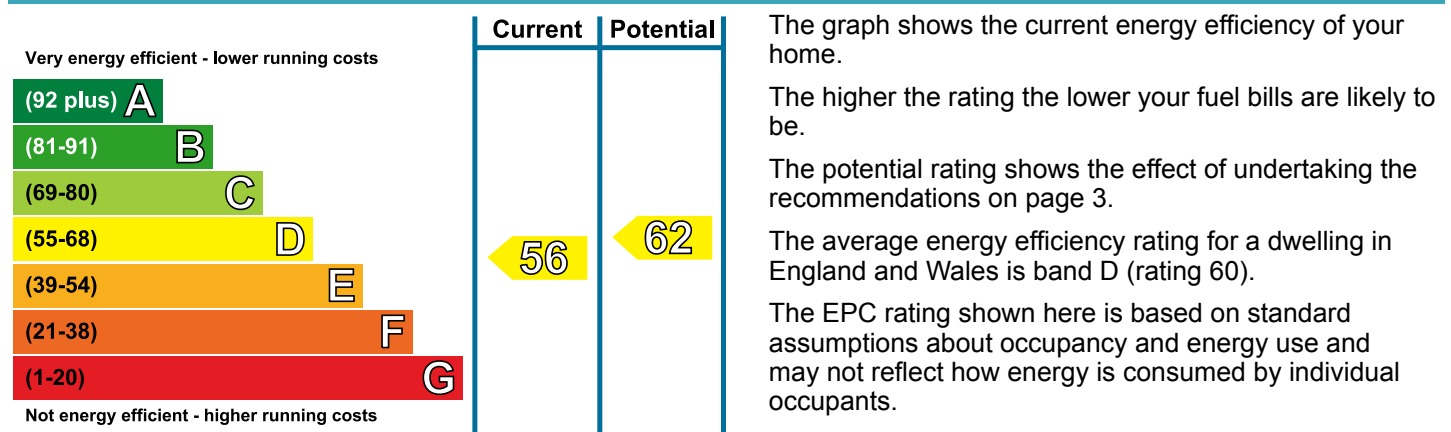 Current Potential
Very energy efficient - lower running costs
(92 plus) A
(81-91) B
(69-80) C
(55-68) D
(39-54) E
(21-38) F
(1-20) G
Not energy efficient - higher running costs
56
62
The graph shows the current energy efficiency of your
home.
The higher the rating the lower your fuel bills are likely to
be.
The potential rating shows the effect of undertaking the
recommendations on page 3.
The average energy efficiency rating for a dwelling in
England and Wales is band D (rating 60).
The EPC rating shown here is based on standard
assumptions about occupancy and energy use and
may not reflect how energy is consumed by individual
occupants.